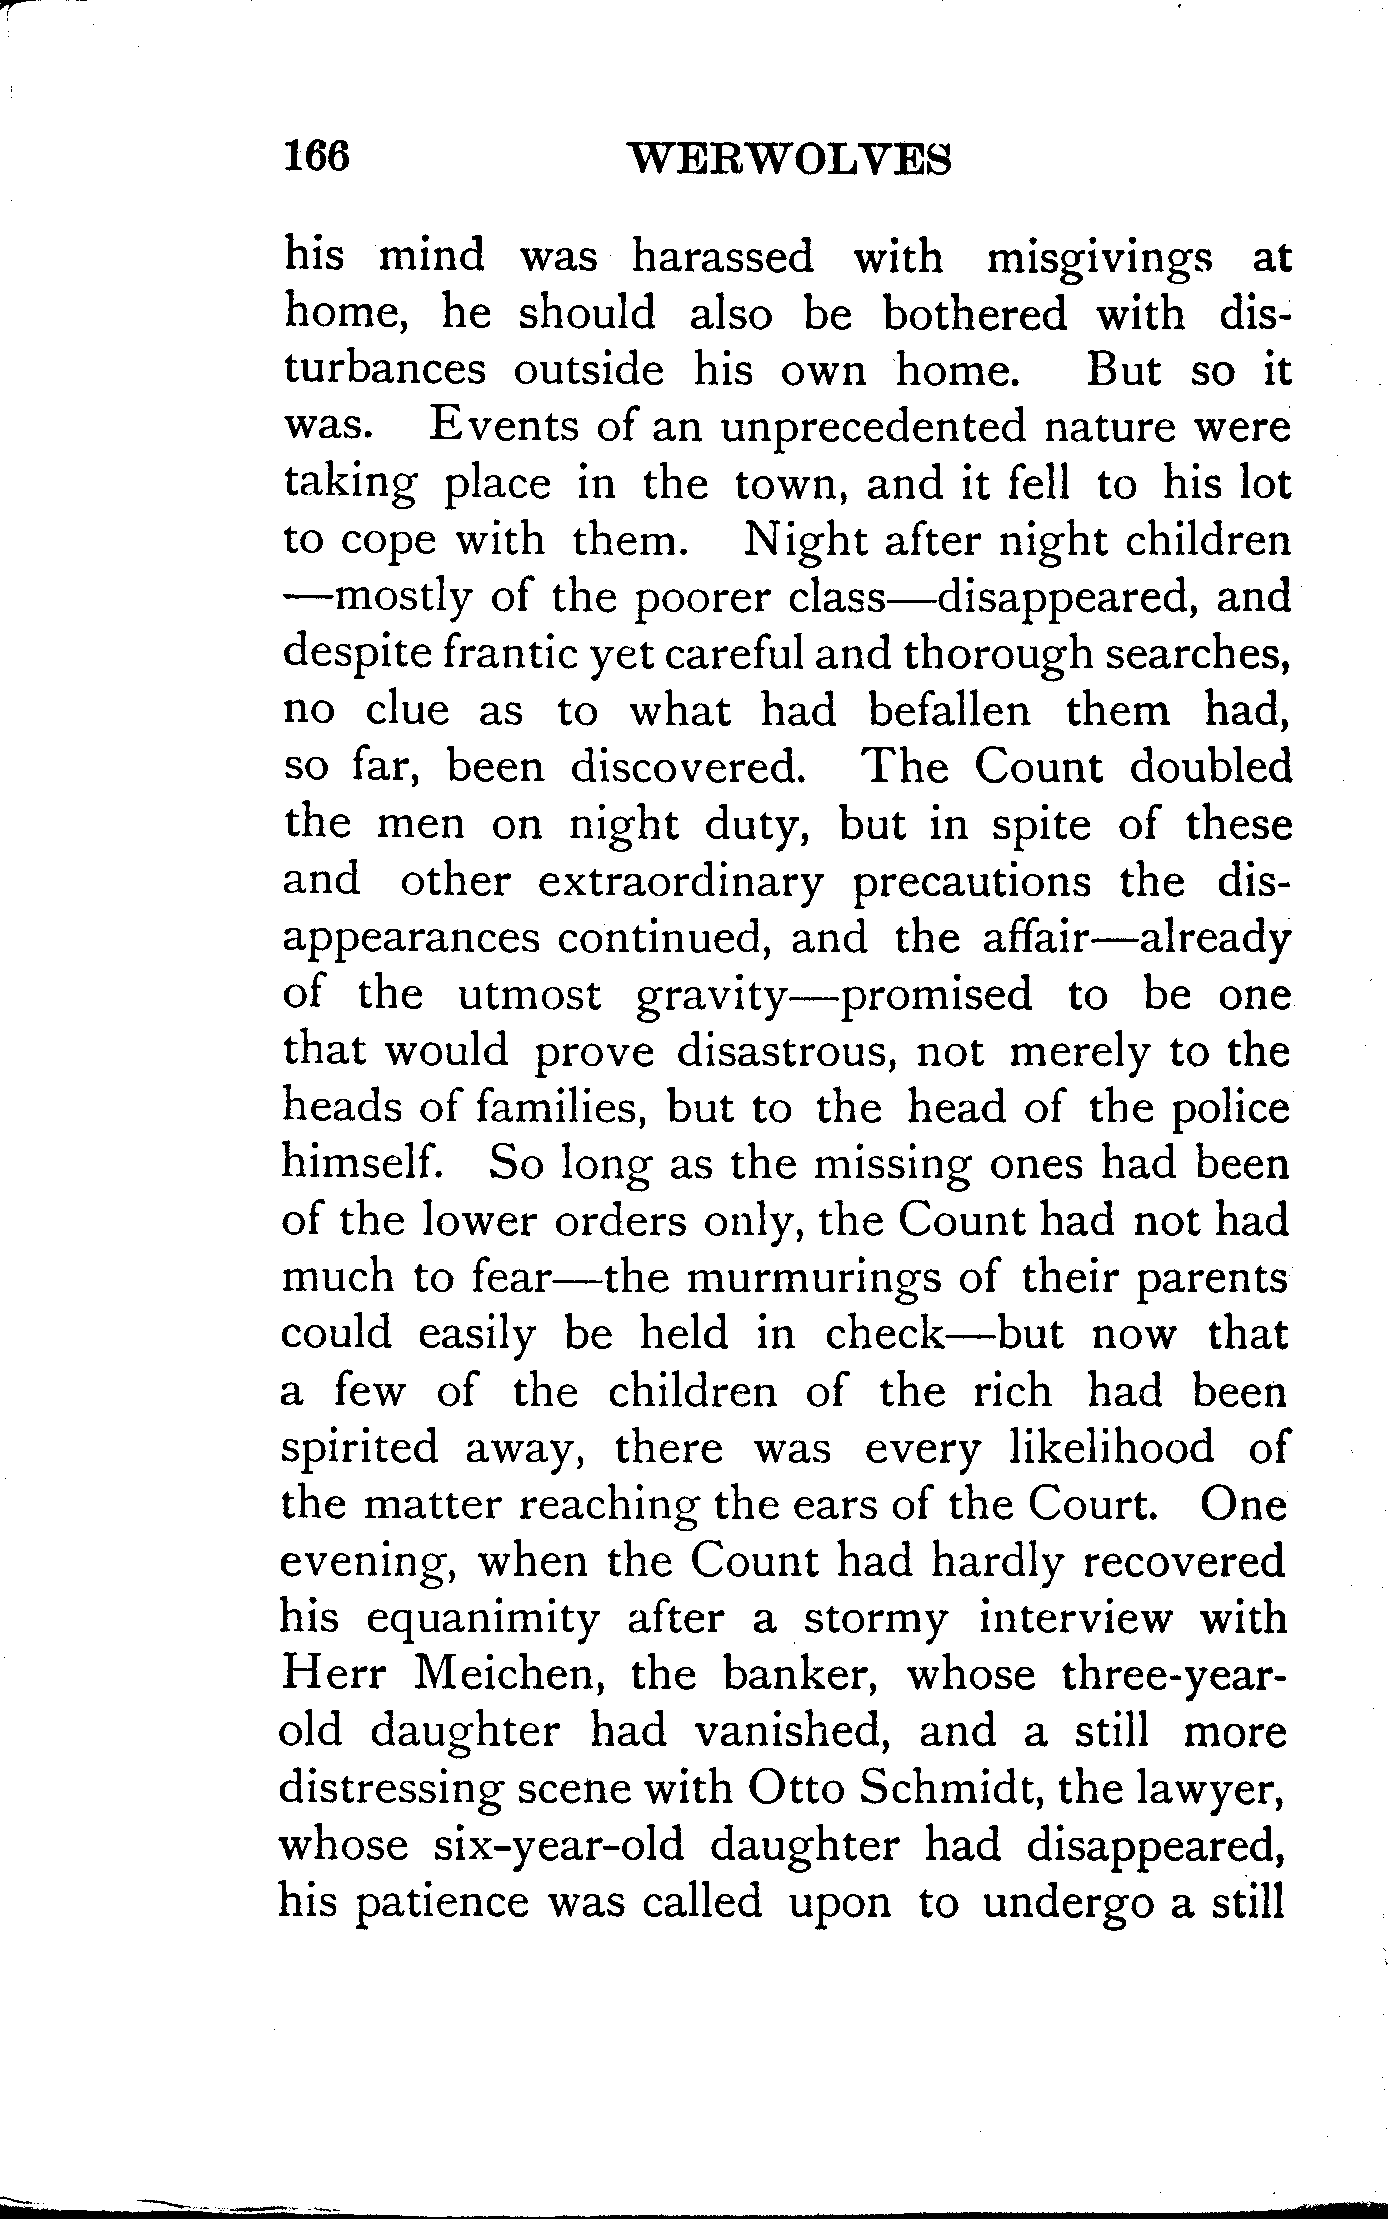 166 WERWOLVES
his mind was harassed with misgivings at
home, he should also be bothered with dis-
turbances outside his own home. But so it
was. Events of an unprecedented nature were
taking place in the town, and it fell to his lot
to cope with them. Night after night children
—mostly of the poorer class—disappeared, and
despite frantic yet careful and thorough searches,
no clue as to what had befallen them had,
so far, been discovered. The Count doubled
the men on night duty, but in spite of these
and other extraordinary precautions the dis-
appearances continued, and the affair—already
of the utmost gravity—promised to be one
that would prove disastrous, not merely to the
heads of families, but to the head of the police
himself. So long as the missing ones had been
of the lower orders only, the Count had not had
much to fear—the murmurings of their parents
could easily be held in check—but now that
a few of the children of the rich had been
spirited away, there was every likelihood of
the matter reaching the ears of the Court. One
evening, when the Count had hardly recovered
his equanimity after a stormy interview with
Herr Meichen, the banker, whose three-year-
old daughter had vanished, and a still more
distressing scene with Otto Schmidt, the lawyer,
whose six-year-old daughter had disappeared,
his patience was called upon to undergo a still